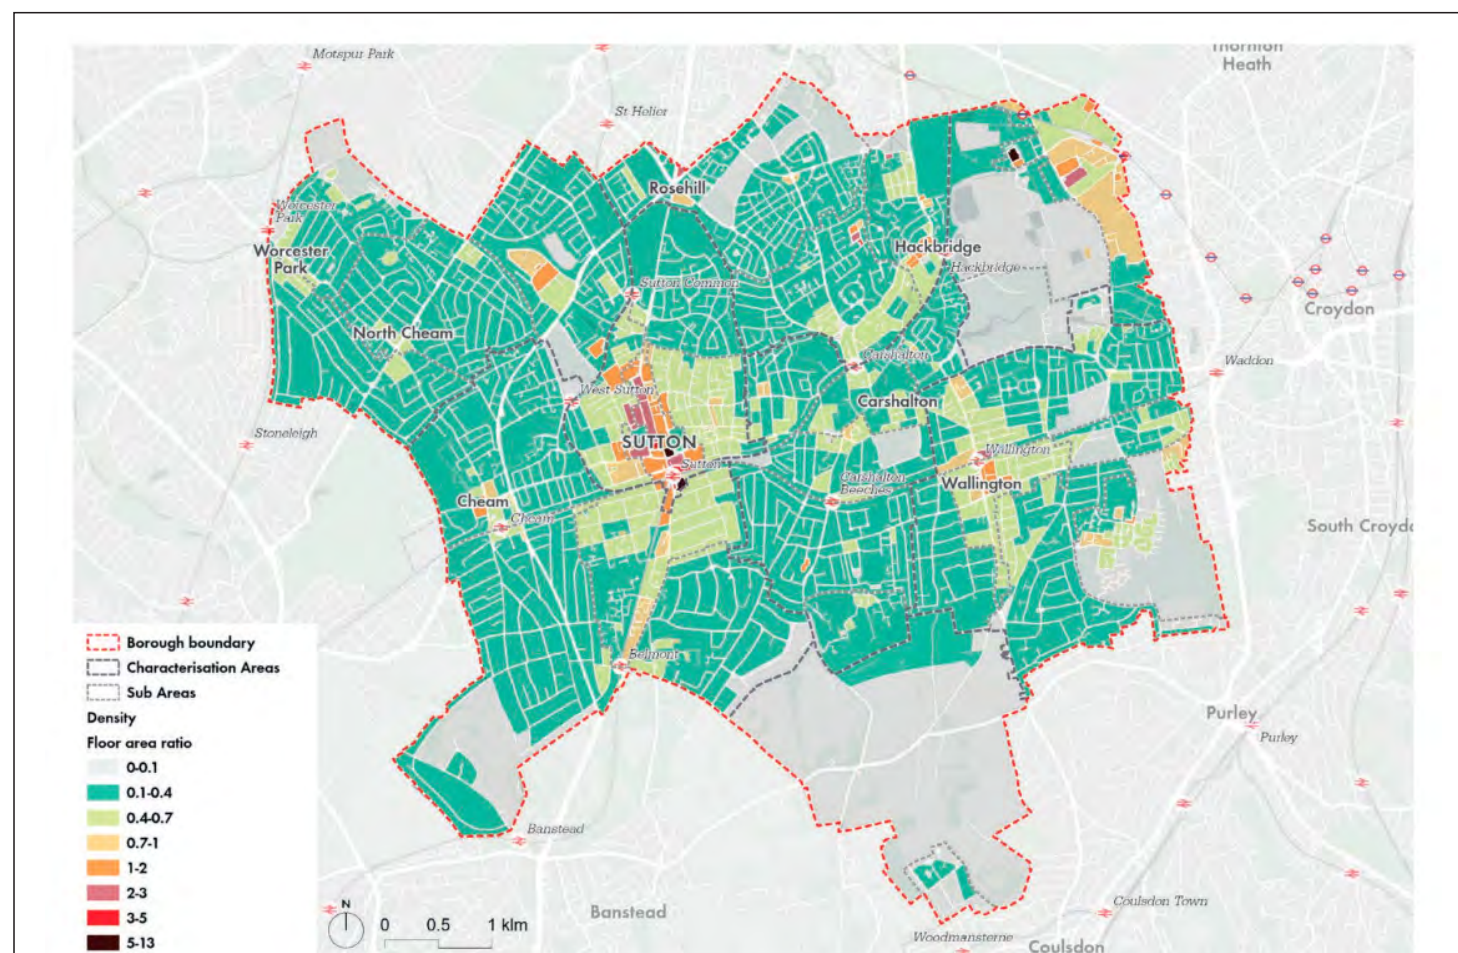 Thornton
Heath
Motspur Park
St Helier
Rosehill
Worcester
Park
Worcester
Park
Hackbridge
Hackbridge
Sutton Common
Croydon
North Cheam
Carshalton
Waddon
West Sutton
Carshalton
Stoneleigh
SUTTON
Sutton
Wallington
Carshalton
Beeches
Wallington
Cheam
Cheam
South Croydo
Borough boundary
Belmont
Characterisation Areas
Sub Areas
Density
Purley
Purley
Floor area ratio
0-0.1
0.1-0.4
0.4-0.7
Banstead
0.7-1
1-2
2-3
3-5
5-13
N
0 0.5 1 klm
Banstead
Coulsdon Town
Woodmansterne
Coulsdon